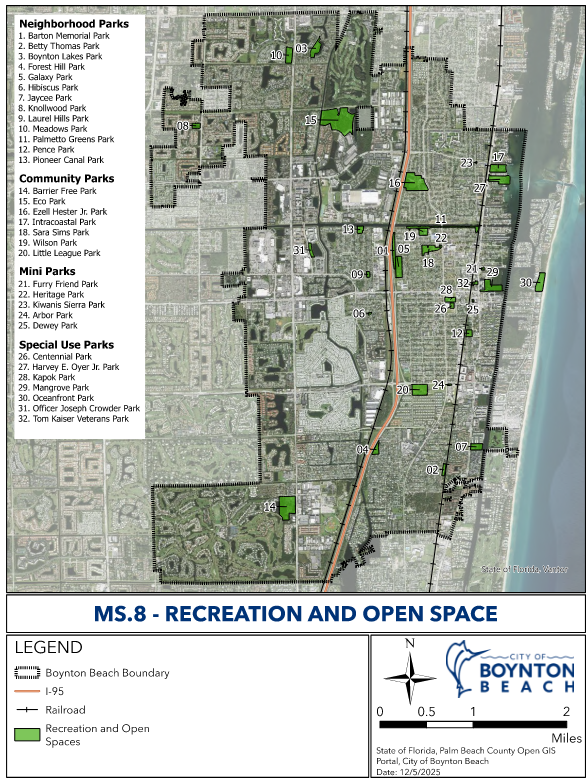 Neighborhood Parks
1. Barton Memorial Park
2. Betty Thomas Park
3. Boynton Lakes Park
4. Forest Hill Park
5. Galaxy Park
6. Hibiscus Park
7. Jaycee Park
8. Knollwood Park
9. Laurel Hills Park
10. Meadows Park
11. Palmetto Greens Park
12. Pence Park
13. Pioneer Canal Park
Community Parks
14. Barrier Free Park
15. Eco Park
16. Ezell Hester Jr. Park
17. Intracoastal Park
18. Sara Sims Park
19. Wilson Park
20. Little League Park
Mini Parks
21. Furry Friend Park
22. Heritage Park
23. Kiwanis Sierra Park
24. Arbor Park
25. Dewey Park
Special Use Parks
26. Centennial Park
27. Harvey E. Oyer Jr. Park
28. Kapok Park
29. Mangrove Park
30. Oceanfront Park
31. Officer Joseph Crowder Park
32. Tom Kaiser Veterans Park
10
03
15
08
23
17
27
16
11
13
19
22
31
01
05
18
09
21
29
32
30
28
26
25
06
12
24
20
04
07
02
14
State of Florida, Vantor
MS.8 - RECREATION AND OPEN SPACE
LEGEND
Boynton Beach Boundary
I-95
Railroad
Recreation and Open
Spaces
N
CITY OF
BOYNTON
BEACH
0 0.5 1 2
Miles
State of Florida, Palm Beach County Open GIS
Portal, City of Boynton Beach
Date: 12/5/2025